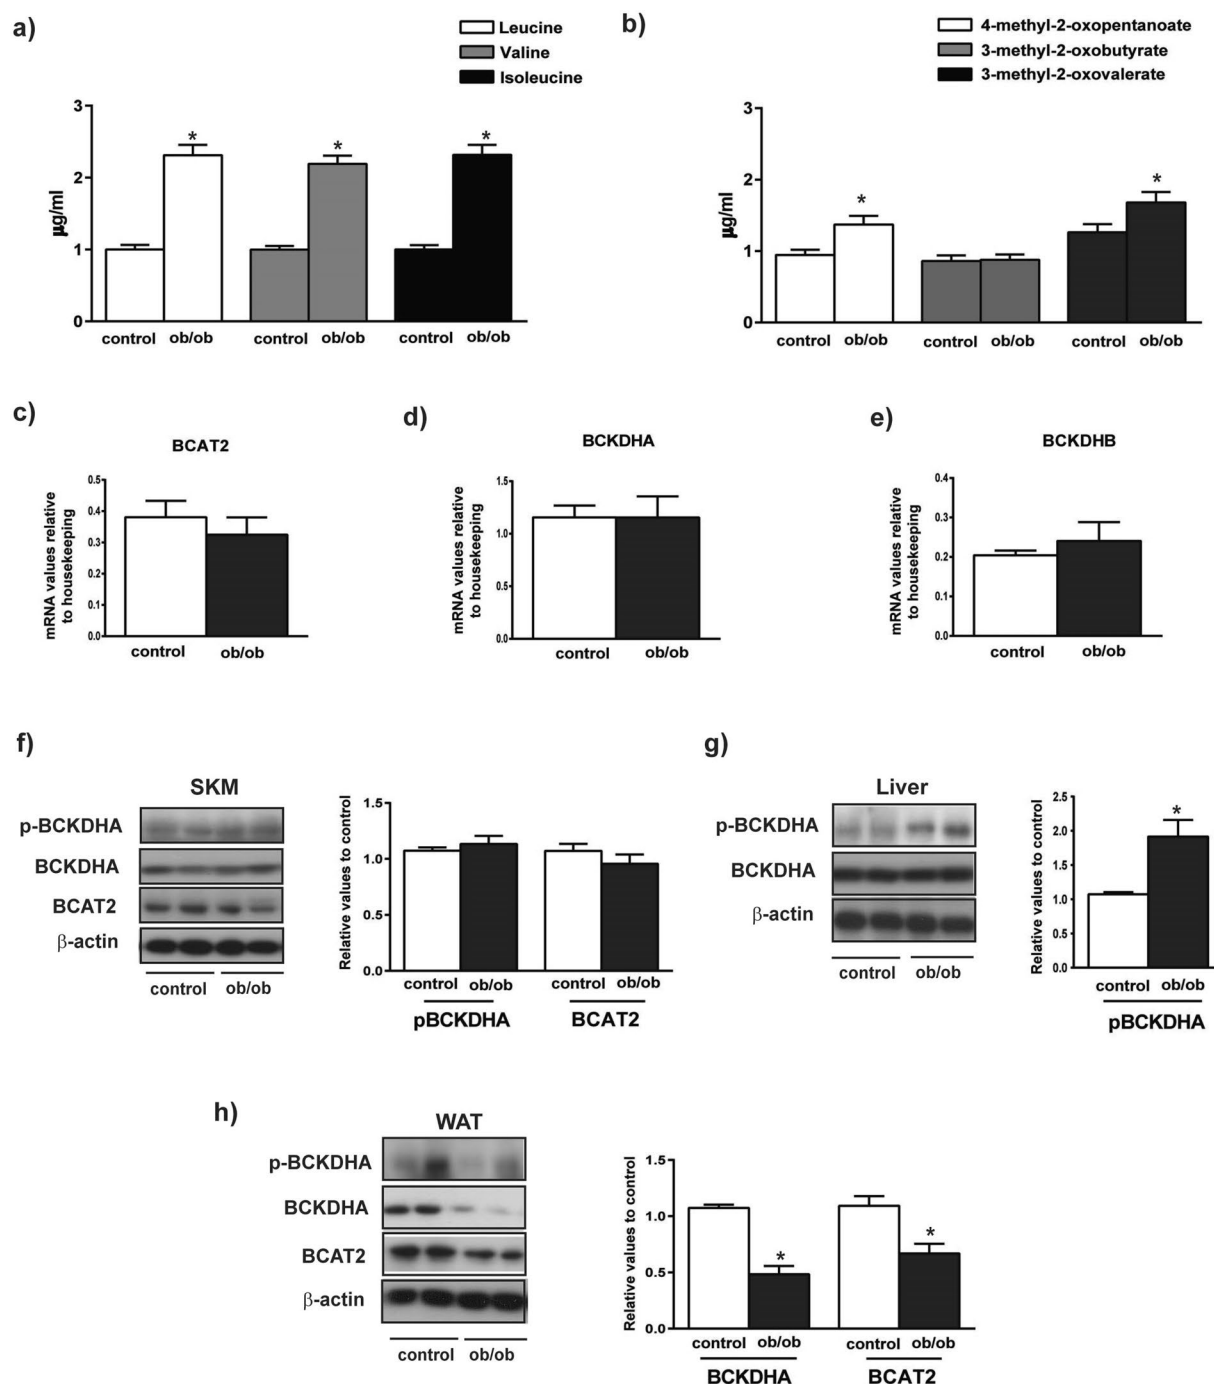 a)
Leucine
Valine
Isoleucine
µg/ml
3
2
1
0
*
*
*
control ob/ob control ob/ob control ob/ob
b)
4-methyl-2-oxopentanoate
3-methyl-2-oxobutyrate
3-methyl-2-oxovalerate
µg/ml
3
2
1
0
*
*
control ob/ob control ob/ob control ob/ob
c)
BCAT2
mRNA values relative
to housekeeping
0.5
0.4
0.3
0.2
0.1
0.0
control ob/ob
d)
BCKDHA
mRNA values relative
to housekeeping
1.5
1.0
0.5
0.0
control ob/ob
e)
BCKDHB
mRNA values relative
to housekeeping
0.4
0.3
0.2
0.1
0.0
control ob/ob
f)
SKM
p-BCKDHA
BCKDHA
BCAT2
β-actin
control ob/ob
Relative values to control
1.5
1.0
0.5
0.0
control ob/ob control ob/ob
pBCKDHA BCAT2
g)
Liver
p-BCKDHA
BCKDHA
β-actin
control ob/ob
Relative values to control
2.5
2.0
1.5
1.0
0.5
0.0
*
control ob/ob
pBCKDHA
h)
WAT
p-BCKDHA
BCKDHA
BCAT2
β-actin
control ob/ob
Relative values to control
1.5
1.0
0.5
0.0
*
*
control ob/ob control ob/ob
BCKDHA BCAT2